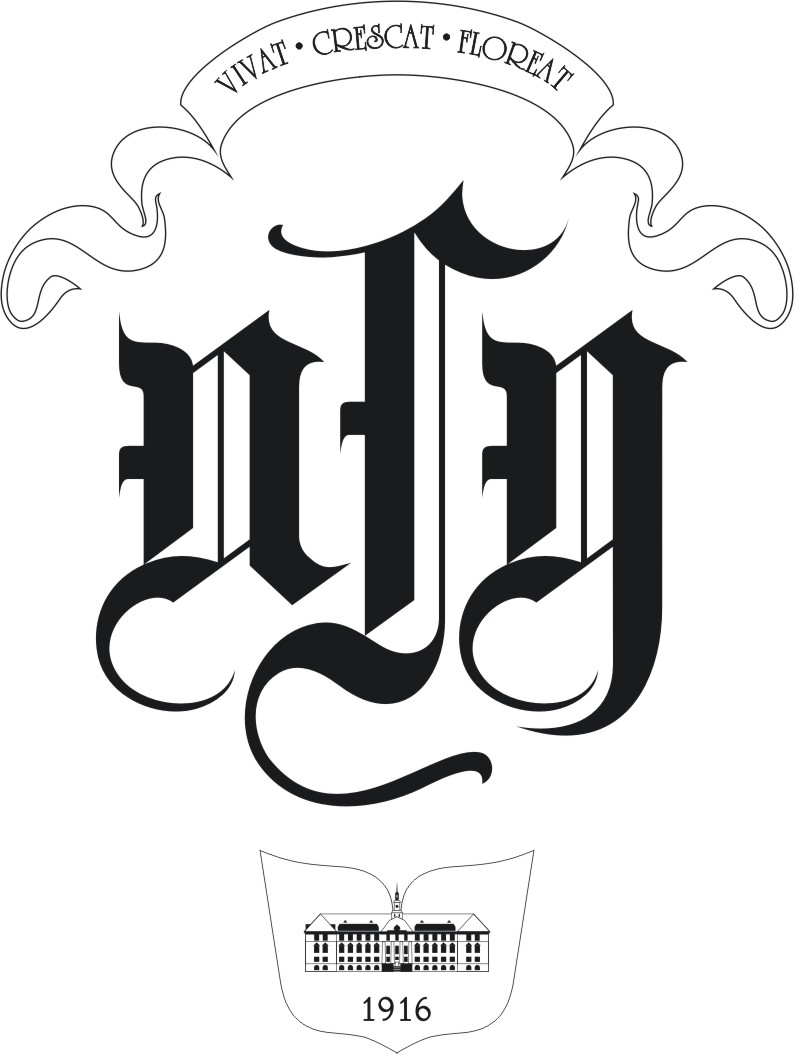 VIVAT • CRESCAT • FLOREAT
1916